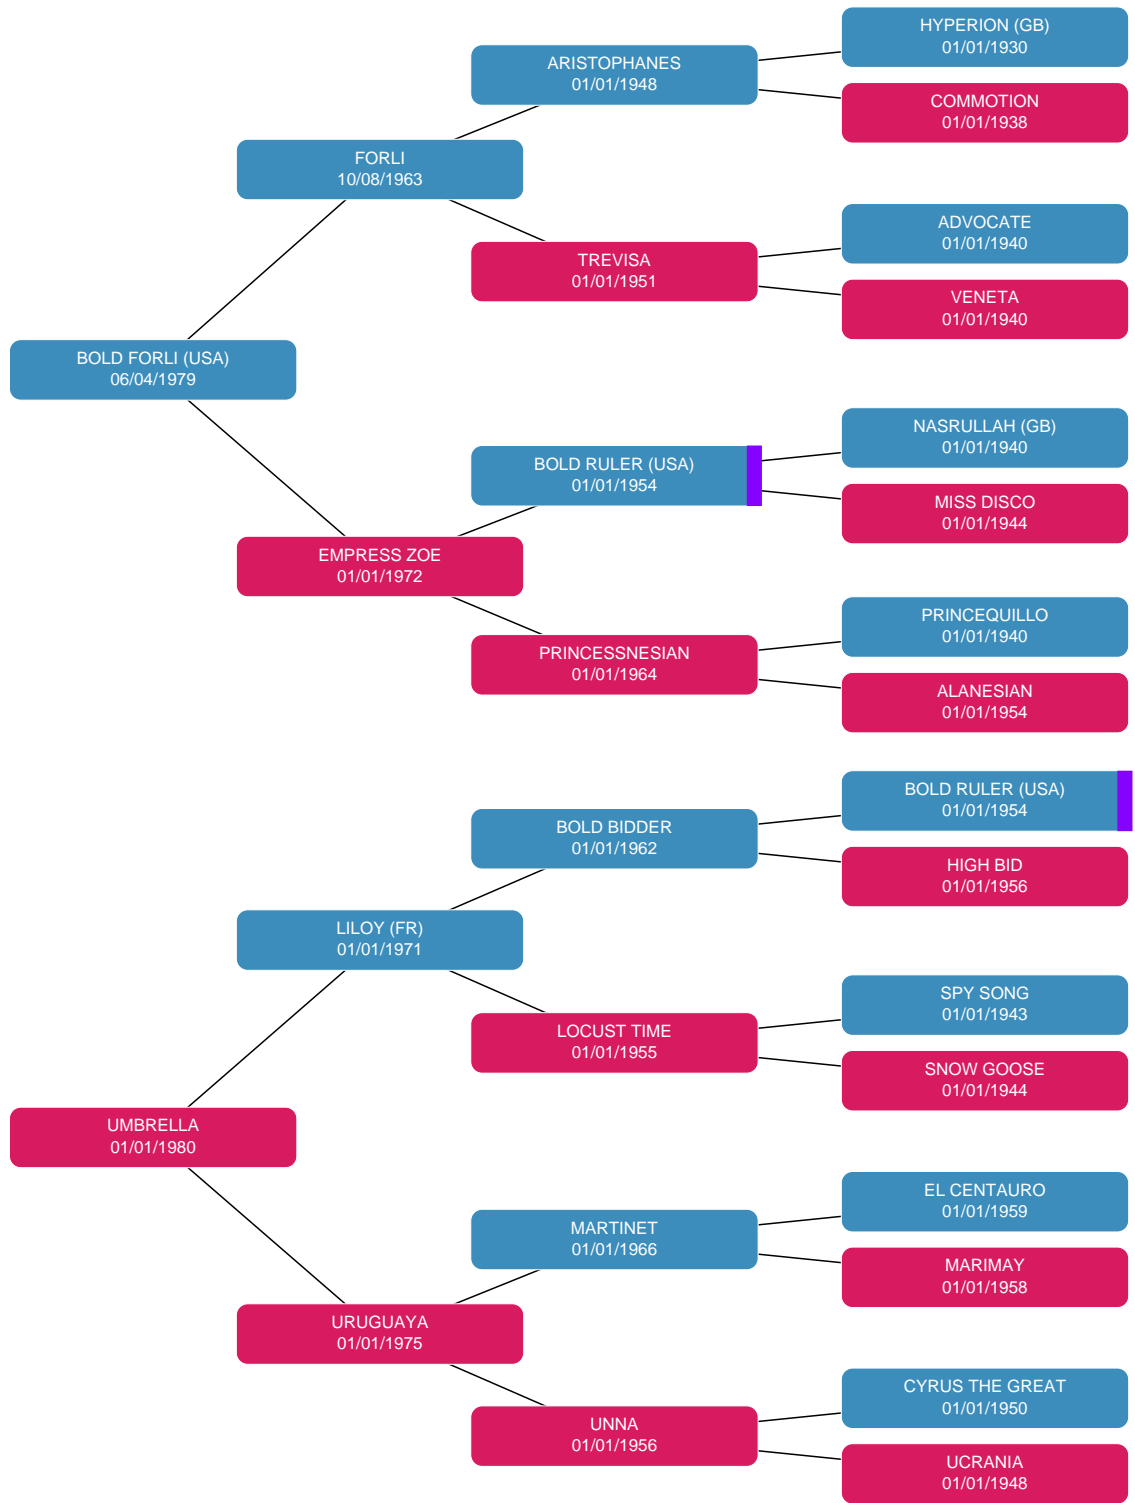 HYPERION (GB)
01/01/1930
ARISTOPHANES
01/01/1948
COMMOTION
01/01/1938
FORLI
10/08/1963
ADVOCATE
01/01/1940
TREVISA
01/01/1951
VENETA
01/01/1940
BOLD FORLI (USA)
06/04/1979
NASRULLAH (GB)
01/01/1940
BOLD RULER (USA)
01/01/1954
MISS DISCO
01/01/1944
EMPRESS ZOE
01/01/1972
PRINCEQUILLO
01/01/1940
PRINCESSNESIAN
01/01/1964
ALANESIAN
01/01/1954
BOLD RULER (USA)
01/01/1954
BOLD BIDDER
01/01/1962
HIGH BID
01/01/1956
LILOY (FR)
01/01/1971
SPY SONG
01/01/1943
LOCUST TIME
01/01/1955
SNOW GOOSE
01/01/1944
UMBRELLA
01/01/1980
EL CENTAURO
01/01/1959
MARTINET
01/01/1966
MARIMAY
01/01/1958
URUGUAYA
01/01/1975
CYRUS THE GREAT
01/01/1950
UNNA
01/01/1956
UCRANIA
01/01/1948